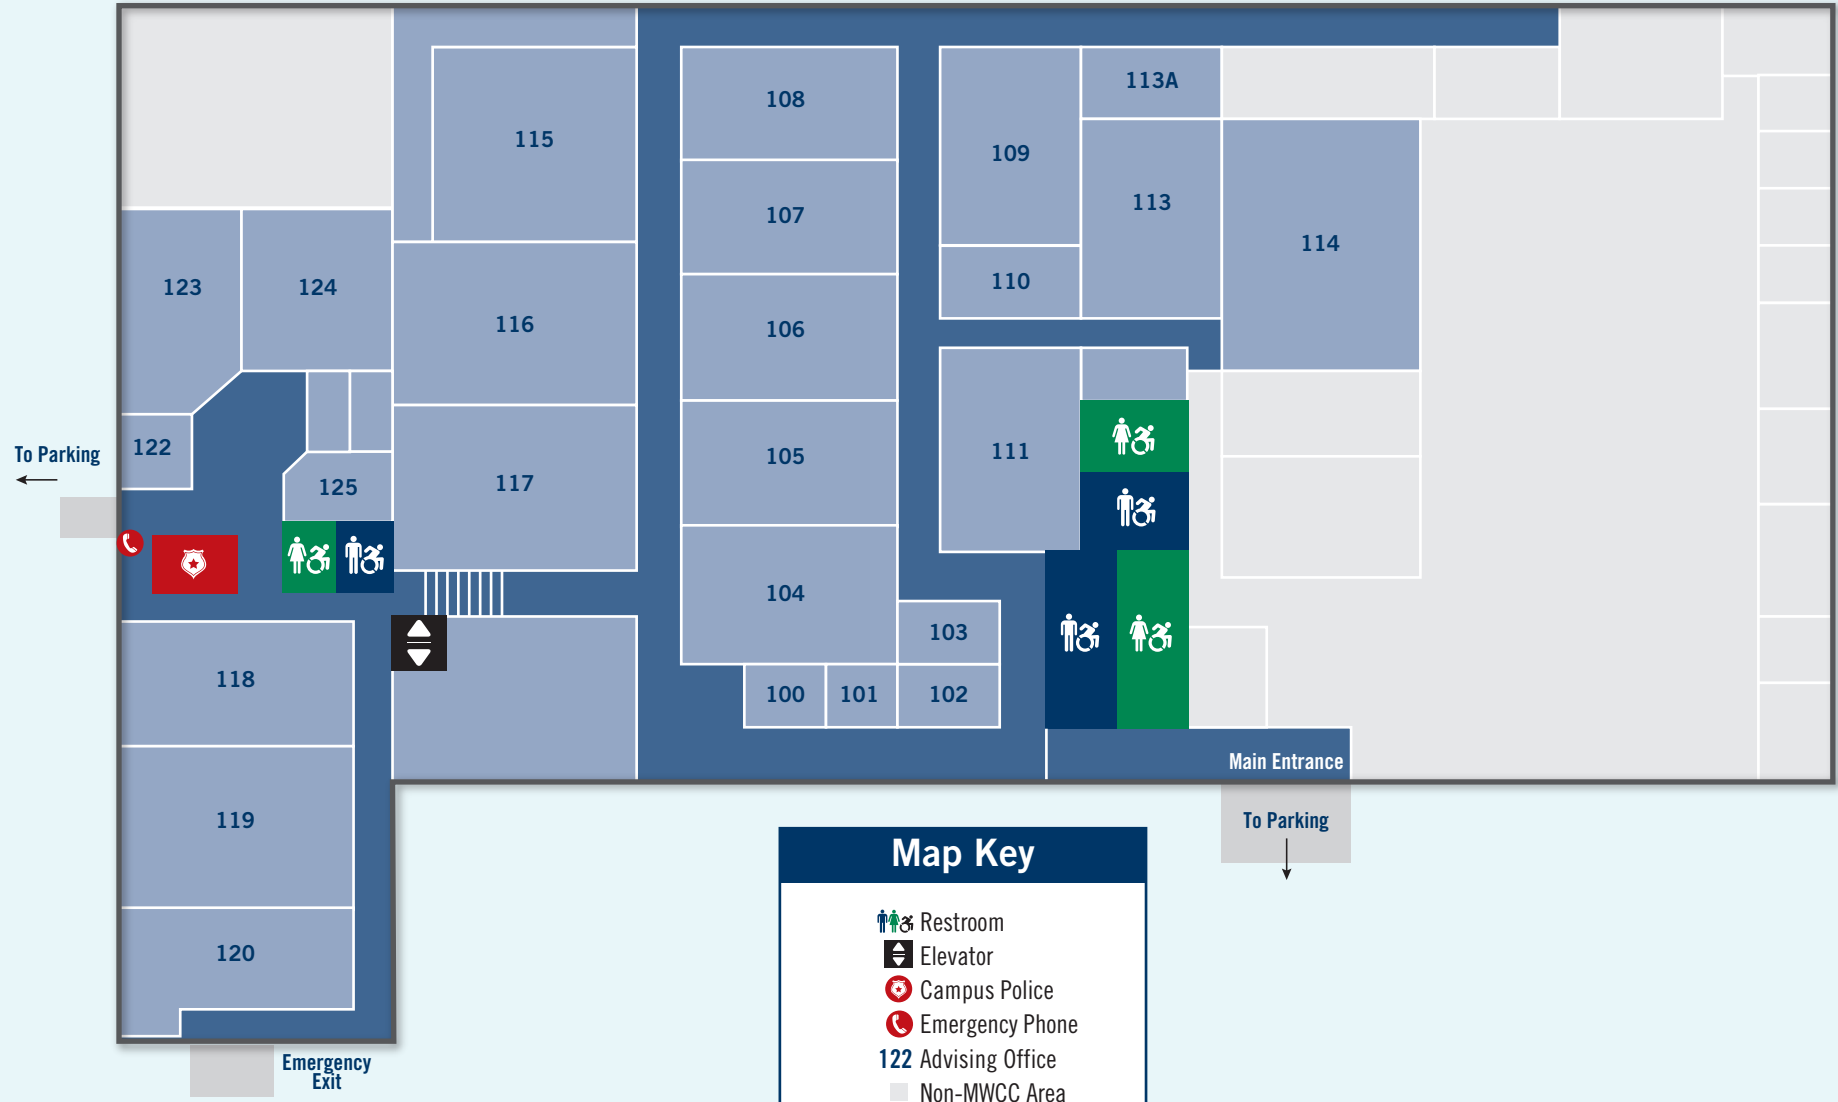 108
113A
115
109
113
107
114
110
123
124
116
106
122
To Parking
125
117
105
111
104
103
118
100
101
102
Main Entrance
119
To Parking
120
Emergency
Exit
Map Key
Restroom
Elevator
Campus Police
Emergency Phone
122 Advising Office
Non-MWCC Area